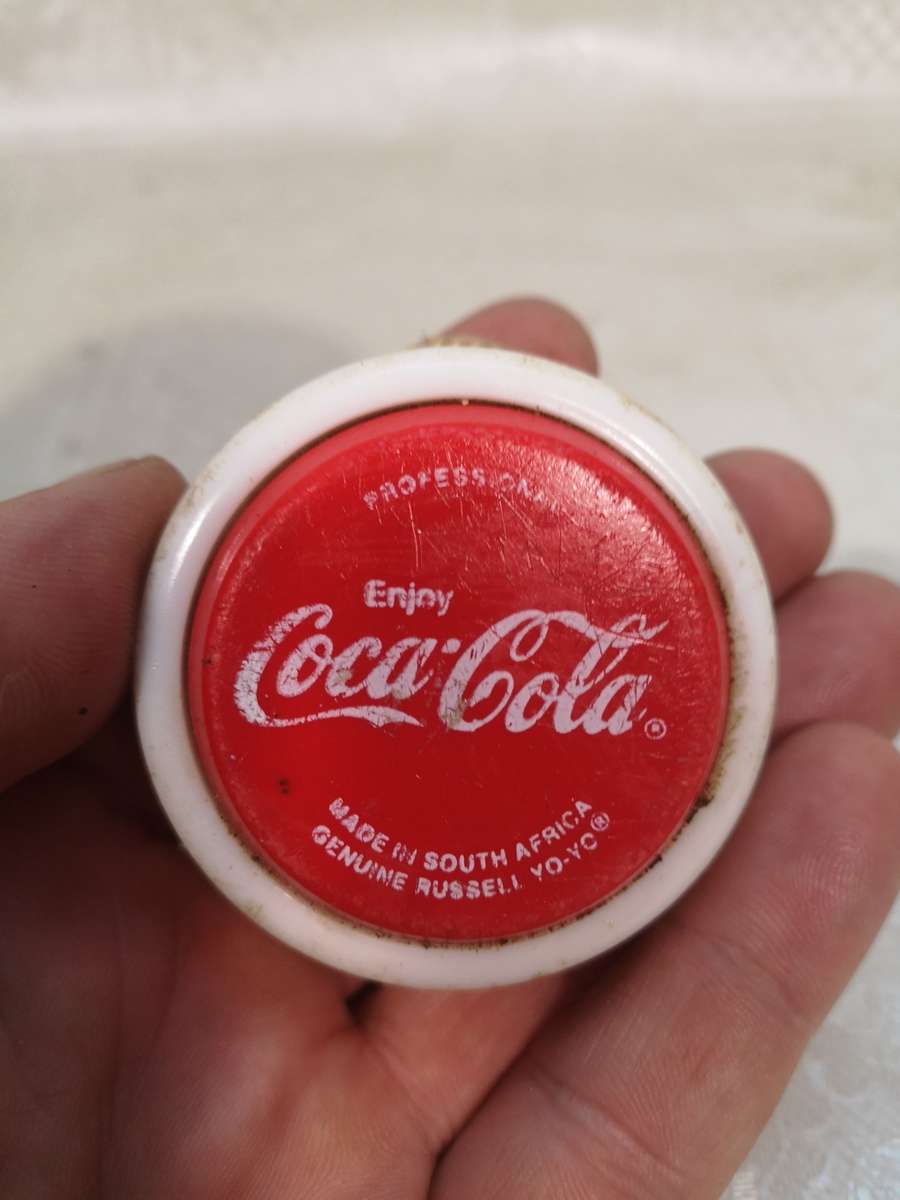 PROFESSIONAL
Enjoy
Coca-Cola®
MADE IN SOUTH AFRICA
GENUINE RUSSELL YO-YO®